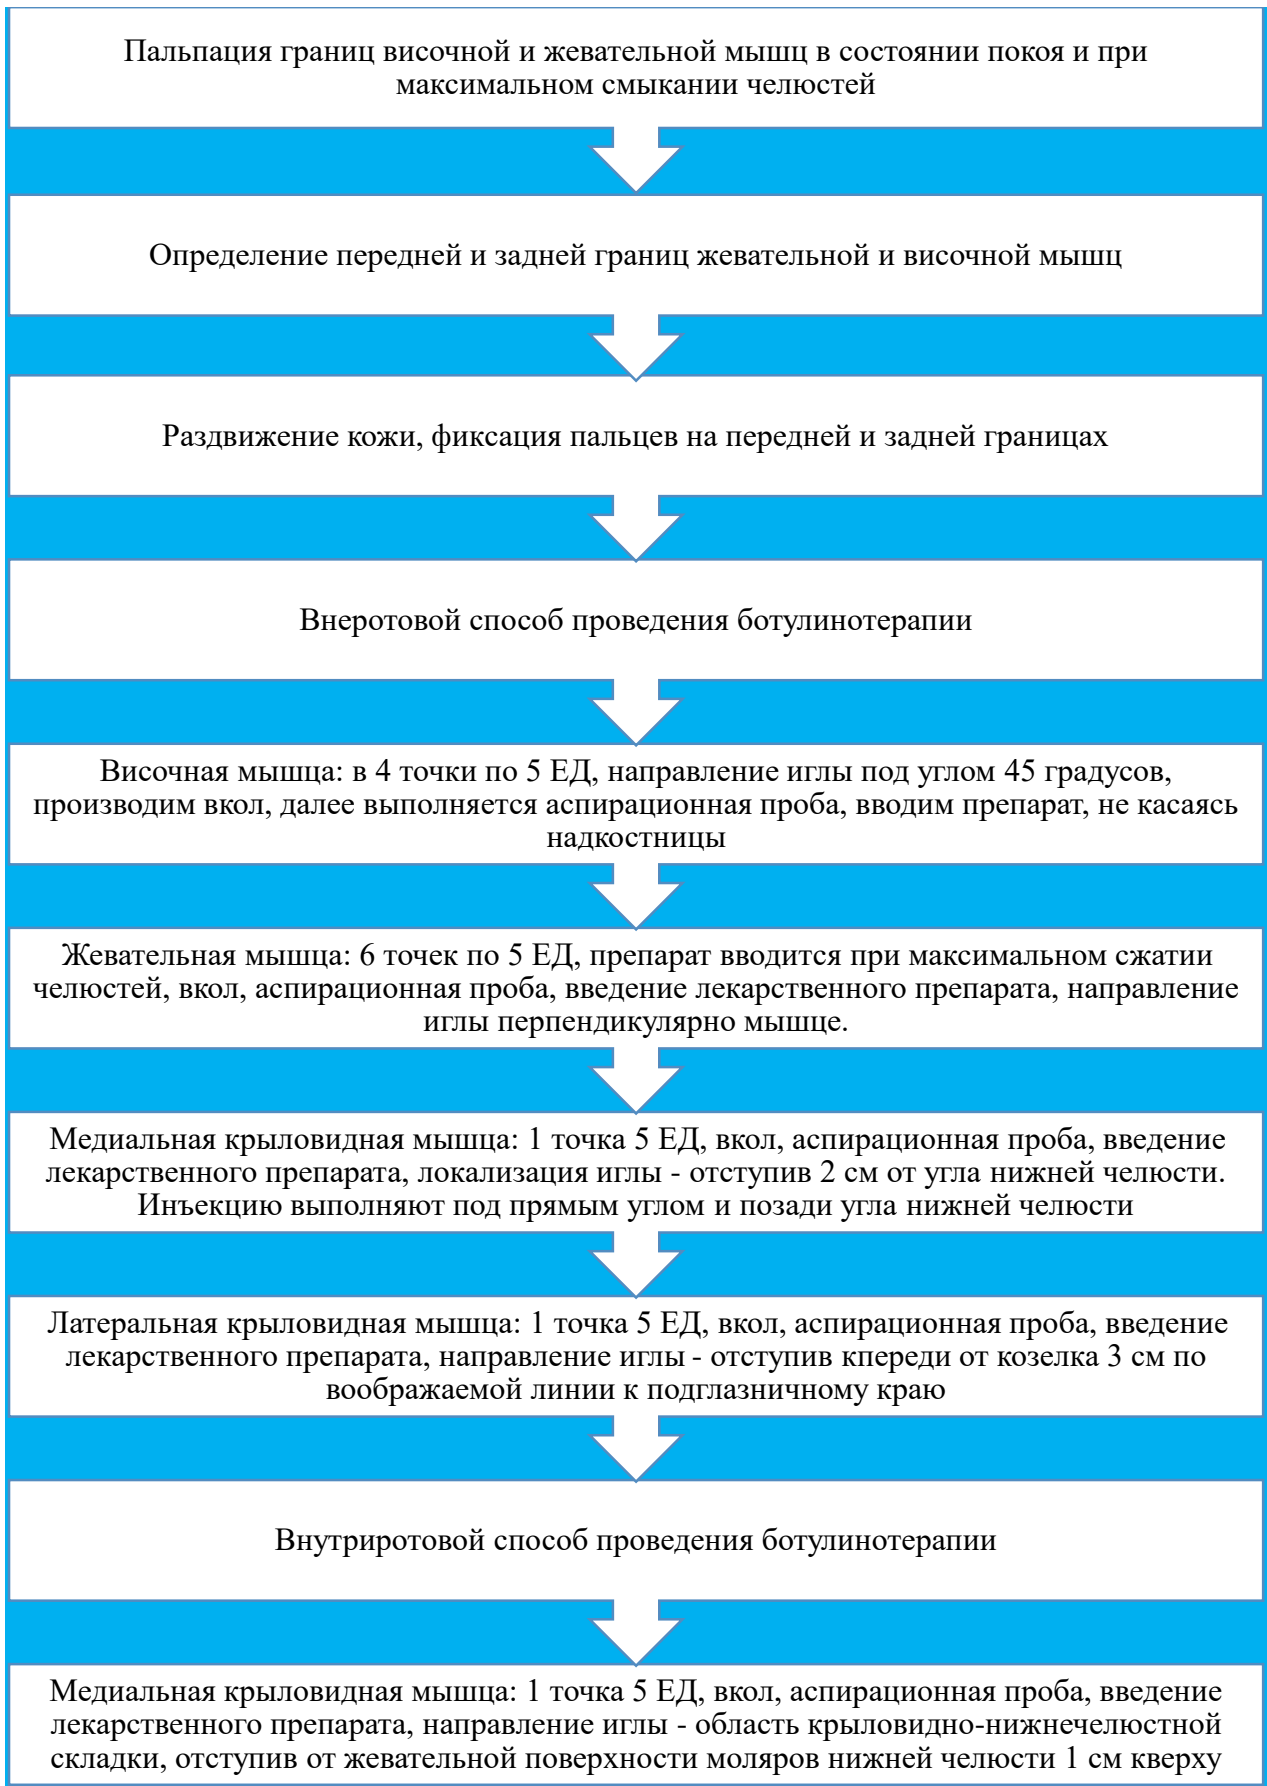 Пальпация границ височной и жевательной мышц в состоянии покоя и при
максимальном смыкании челюстей
Определение передней и задней границ жевательной и височной мышц
Раздвижение кожи, фиксация пальцев на передней и задней границах
Внеротовой способ проведения ботулинотерапии
Височная мышца: в 4 точки по 5 ЕД, направление иглы под углом 45 градусов,
производим вкол, далее выполняется аспирационная проба, вводим препарат, не касаясь
надкостницы
Жевательная мышца: 6 точек по 5 ЕД, препарат вводится при максимальном сжатии
челюстей, вкол, аспирационная проба, введение лекарственного препарата, направление
иглы перпендикулярно мышце.
Медиальная крыловидная мышца: 1 точка 5 ЕД, вкол, аспирационная проба, введение
лекарственного препарата, локализация иглы - отступив 2 см от угла нижней челюсти.
Инъекцию выполняют под прямым углом и позади угла нижней челюсти
Латеральная крыловидная мышца: 1 точка 5 ЕД, вкол, аспирационная проба, введение
лекарственного препарата, направление иглы - отступив кпереди от козелка 3 см по
воображаемой линии к подглазничному краю
Внутриротовой способ проведения ботулинотерапии
Медиальная крыловидная мышца: 1 точка 5 ЕД, вкол, аспирационная проба, введение
лекарственного препарата, направление иглы - область крыловидно-нижнечелюстной
складки, отступив от жевательной поверхности моляров нижней челюсти 1 см кверху